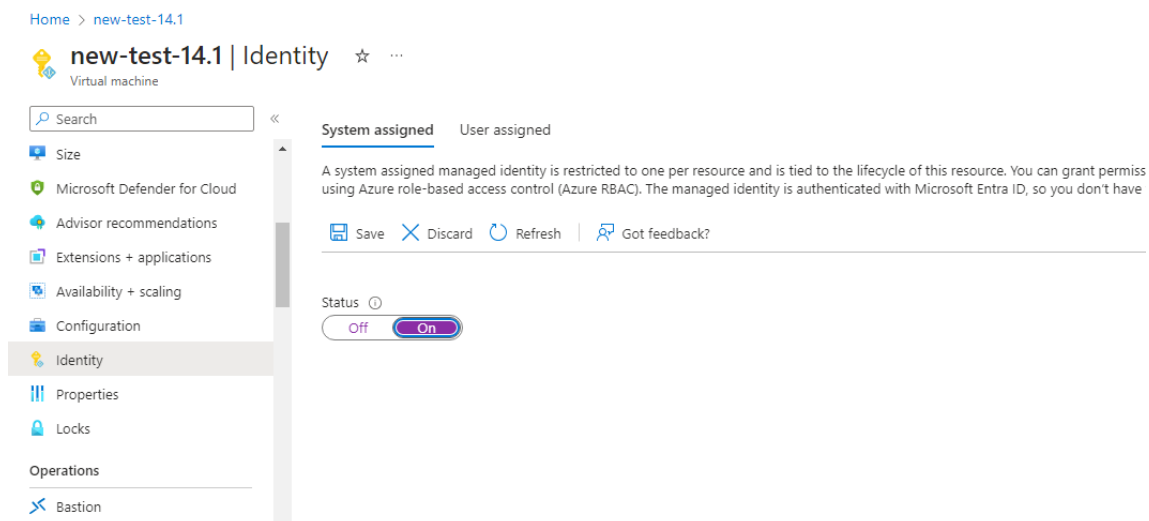 Home > new-test-14.1
new-test-14.1 | Identity
Virtual machine
Search
Size
Microsoft Defender for Cloud
Advisor recommendations
Extensions + applications
Availability + scaling
Configuration
Identity
Properties
Locks
Operations
Bastion
System assigned User assigned
A system assigned managed identity is restricted to one per resource and is tied to the lifecycle of this resource. You can grant permiss
using Azure role-based access control (Azure RBAC). The managed identity is authenticated with Microsoft Entra ID, so you don't have
Save Discard Refresh Got feedback?
Status
Off On